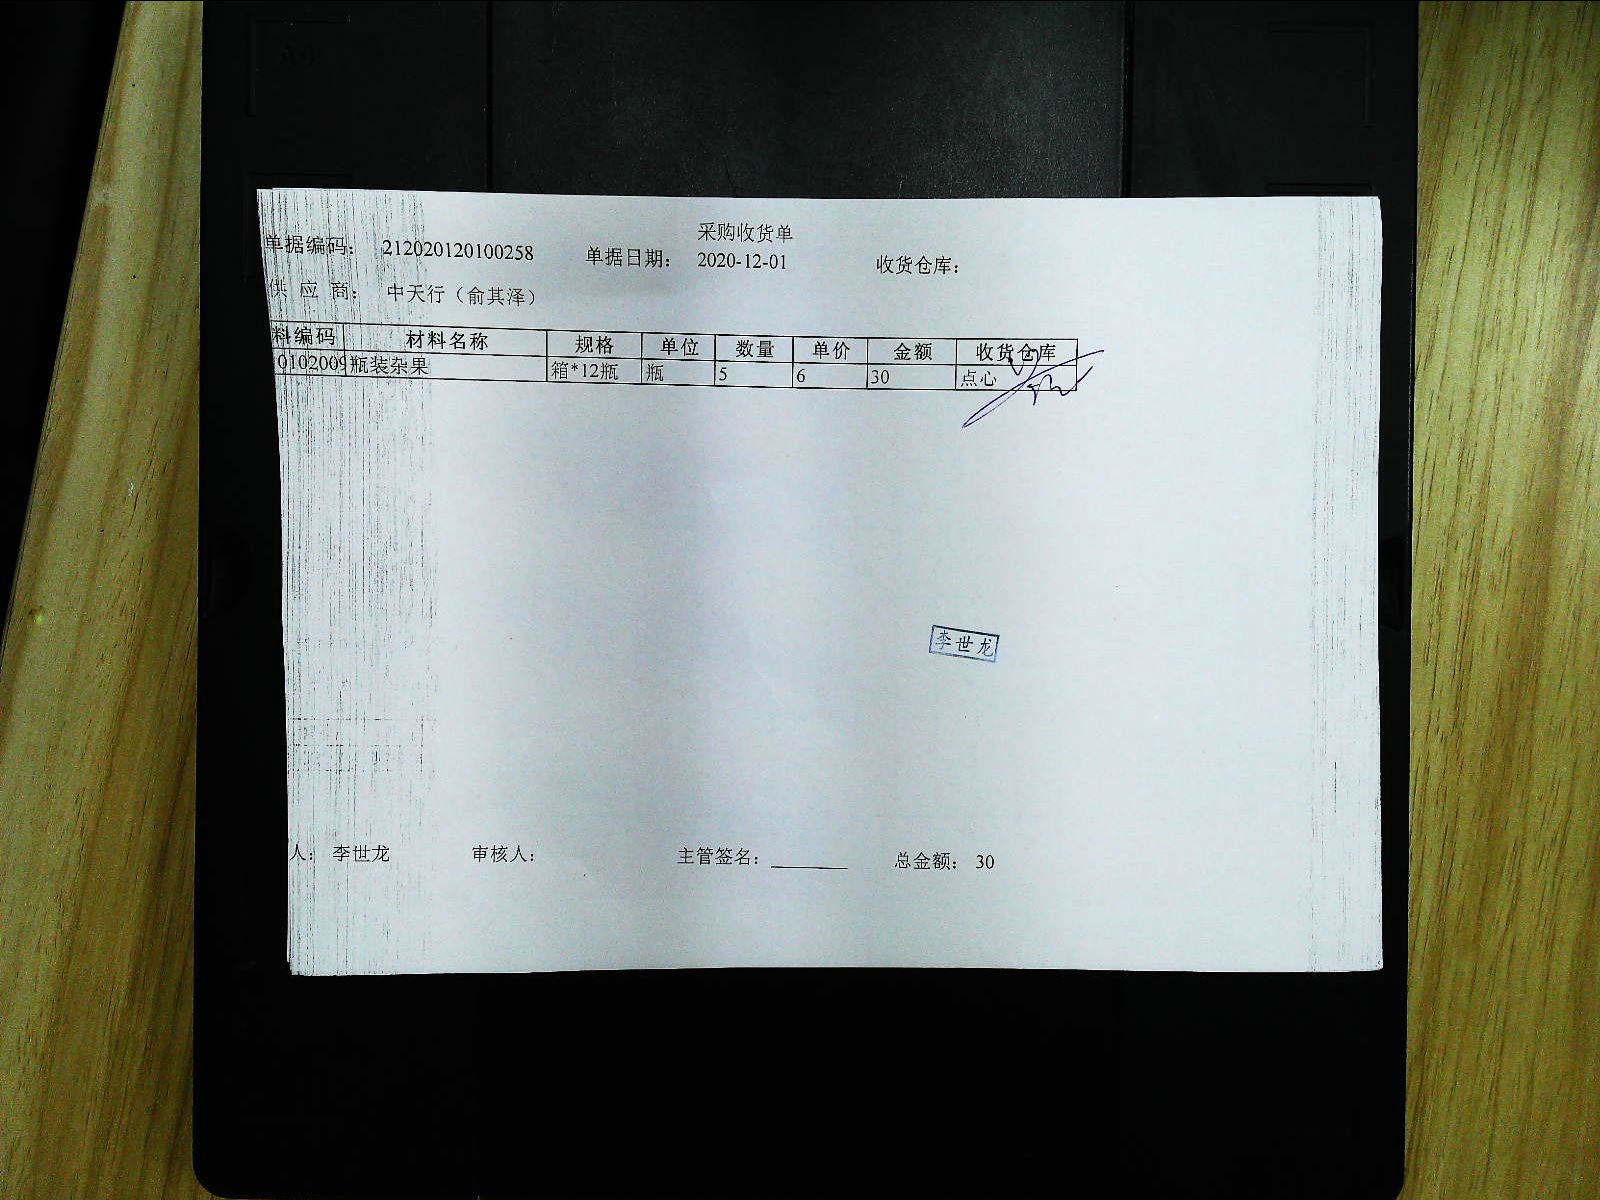 采购收货单
单据编码： 212020120100258 单据日期： 2020-12-01 收货仓库：
供 应 商： 中天行（俞其泽）
料编码 材料名称 规格 单位 数量 单价 金额 收货仓库
0102009 瓶装杂果 箱*12瓶 瓶 5 6 30 点心
李世龙
人： 李世龙 审核人： 主管签名： 总金额： 30